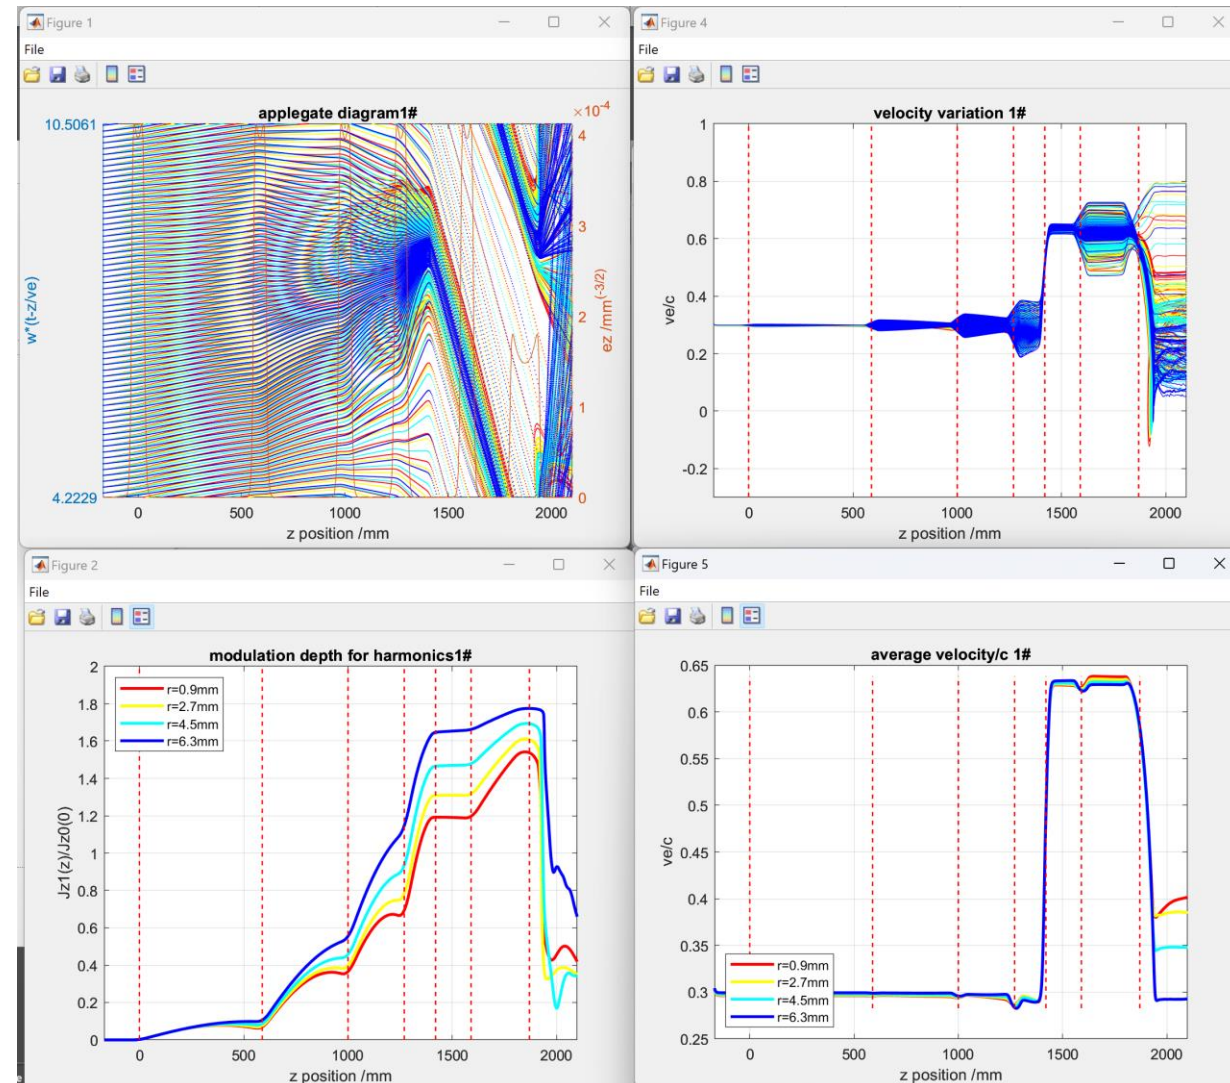 Figure 1
File
applegate diagram1#
×10^-4
10.5061
4.2229
w*(t-z/ve)
4
3
2
1
0
ez /mm^(-3/2)
0
500
1000
1500
2000
z position /mm
Figure 4
File
velocity variation 1#
1
0.8
0.6
0.4
0.2
0
-0.2
ve/c
0
500
1000
1500
2000
z position /mm
Figure 2
File
modulation depth for harmonics1#
r=0.9mm
r=2.7mm
r=4.5mm
r=6.3mm
2
1.8
1.6
1.4
1.2
1
0.8
0.6
0.4
0.2
0
Jz1(z)/Jz0(0)
0
500
1000
1500
2000
z position /mm
Figure 5
File
average velocity/c 1#
0.65
0.6
0.55
0.5
0.45
0.4
0.35
0.3
0.25
ve/c
r=0.9mm
r=2.7mm
r=4.5mm
r=6.3mm
0
500
1000
1500
2000
z position /mm